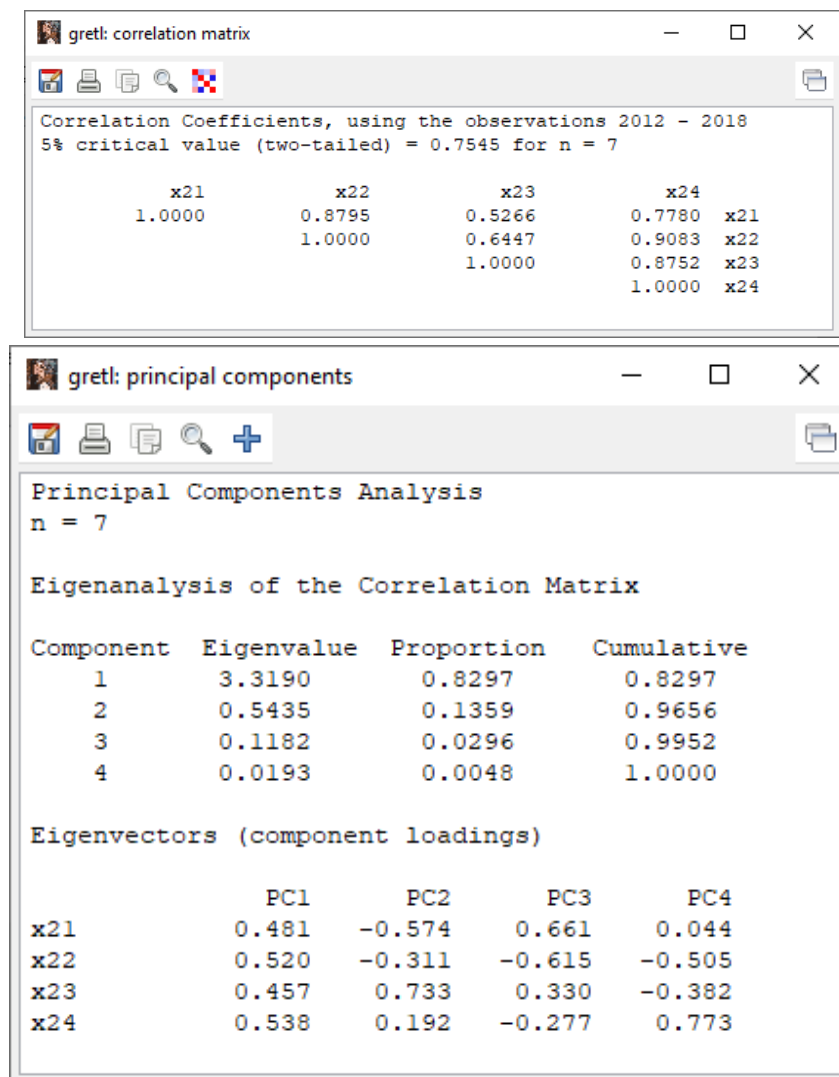 gretl: correlation matrix
Correlation Coefficients, using the observations 2012 - 2018
5% critical value (two-tailed) = 0.7545 for n = 7
x21 x22 x23 x24
1.0000 0.8795 0.5266 0.7780 x21
1.0000 0.6447 0.9083 x22
1.0000 0.8752 x23
1.0000 x24
gretl: principal components
Principal Components Analysis
n = 7
Eigenanalysis of the Correlation Matrix
Component Eigenvalue Proportion Cumulative
1 3.3190 0.8297 0.8297
2 0.5435 0.1359 0.9656
3 0.1182 0.0296 0.9952
4 0.0193 0.0048 1.0000
Eigenvectors (component loadings)
PC1 PC2 PC3 PC4
x21 0.481 -0.574 0.661 0.044
x22 0.520 -0.311 -0.615 -0.505
x23 0.457 0.733 0.330 -0.382
x24 0.538 0.192 -0.277 0.773